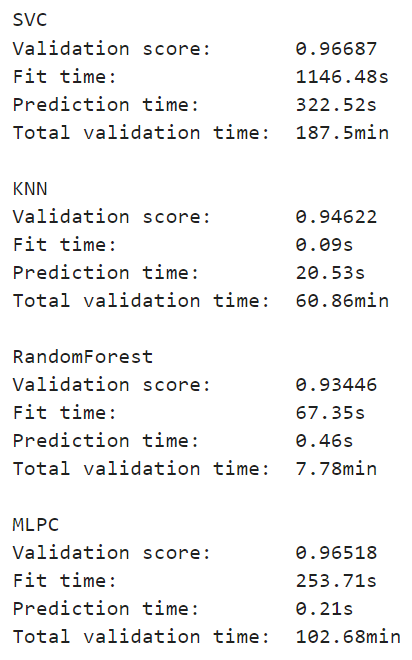 SVC
Validation score: 0.96687
Fit time: 1146.48s
Prediction time: 322.52s
Total validation time: 187.5min
KNN
Validation score: 0.94622
Fit time: 0.09s
Prediction time: 20.53s
Total validation time: 60.86min
RandomForest
Validation score: 0.93446
Fit time: 67.35s
Prediction time: 0.46s
Total validation time: 7.78min
MLPC
Validation score: 0.96518
Fit time: 253.71s
Prediction time: 0.21s
Total validation time: 102.68min